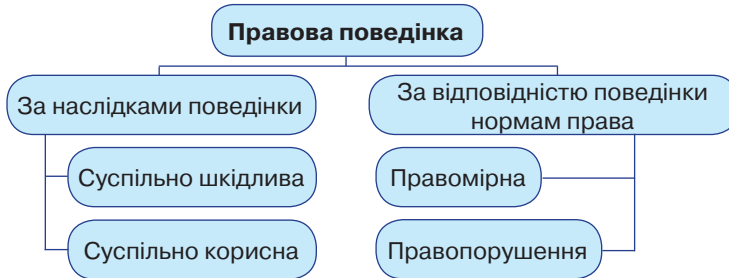 Правова поведінка
За наслідками поведінки
Суспільно шкідлива
Суспільно корисна
За відповідністю поведінки
нормам права
Правомірна
Правопорушення